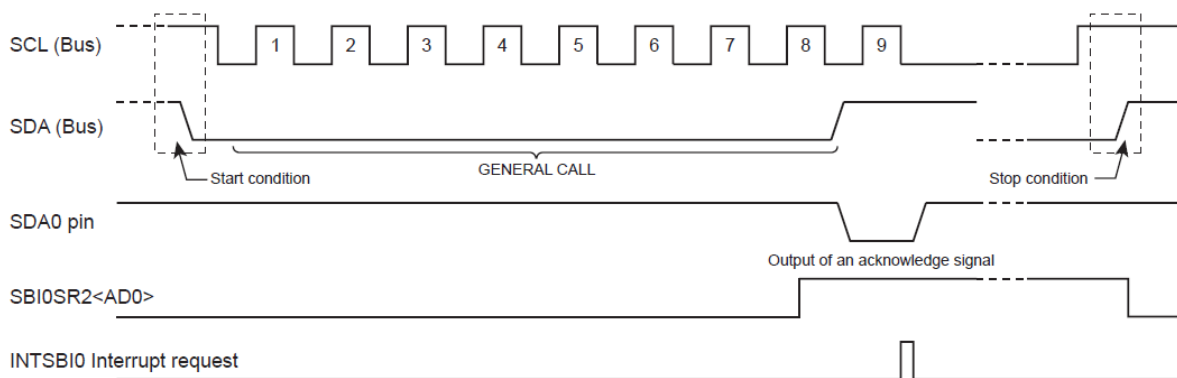 SCL (Bus)
1 2 3 4 5 6 7 8 9
SDA (Bus)
Start condition
GENERAL CALL
Stop condition
SDA0 pin
Output of an acknowledge signal
SBI0SR2<AD0>
INTSBI0 Interrupt request